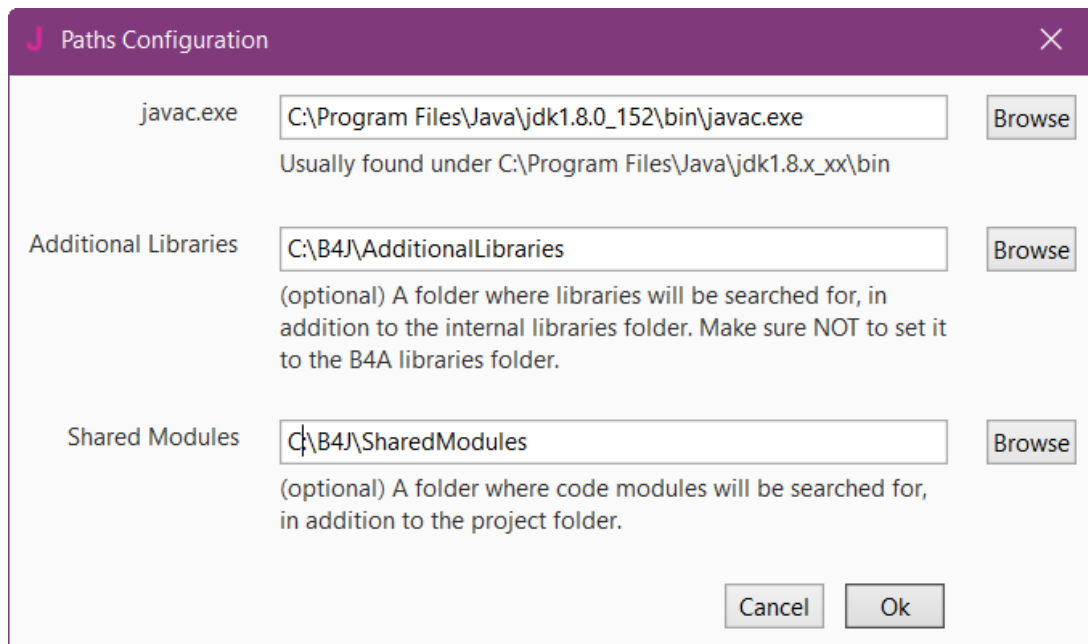 J Paths Configuration
javac.exe
C:\Program Files\Java\jdk1.8.0_152\bin\javac.exe
Browse
Usually found under C:\Program Files\Java\jdk1.8.x_xx\bin
Additional Libraries
C:\B4J\AdditionalLibraries
Browse
(optional) A folder where libraries will be searched for, in
addition to the internal libraries folder. Make sure NOT to set it
to the B4A libraries folder.
Shared Modules
C:\B4J\SharedModules
Browse
(optional) A folder where code modules will be searched for,
in addition to the project folder.
Cancel
Ok